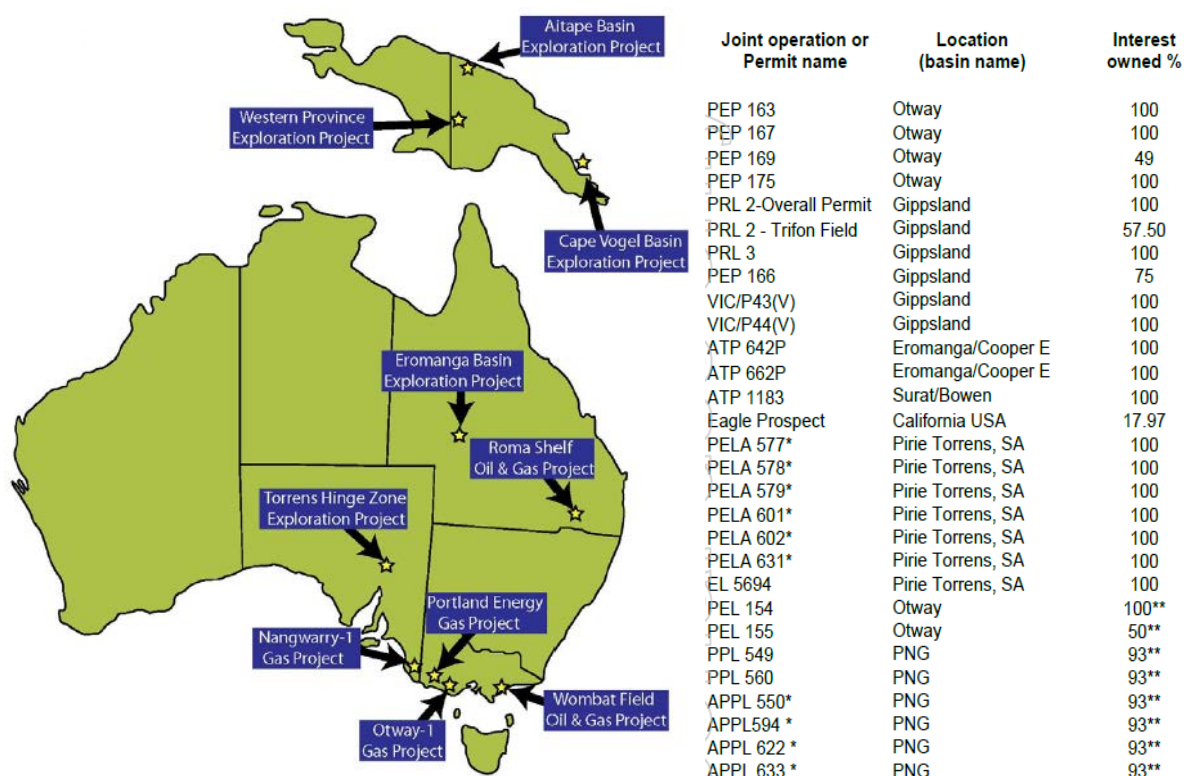 Aitape Basin
Exploration Project
Western Province
Exploration Project
Cape Vogel Basin
Exploration Project
Eromanga Basin
Exploration Project
Roma Shelf
Oil & Gas Project
Torrens Hinge Zone
Exploration Project
Portland Energy
Gas Project
Nangwarry-1
Gas Project
Wombat Field
Oil & Gas Project
Otway-1
Gas Project
Joint operation or Location Interest
Permit name (basin name) owned %
PEP 163 Otway 100
PEP 167 Otway 100
PEP 169 Otway 49
PEP 175 Otway 100
PRL 2-Overall Permit Gippsland 100
PRL 2 - Trifon Field Gippsland 57.50
PRL 3 Gippsland 100
PEP 166 Gippsland 75
VIC/P43(V) Gippsland 100
VIC/P44(V) Gippsland 100
ATP 642P Eromanga/Cooper E 100
ATP 662P Eromanga/Cooper E 100
ATP 1183 Surat/Bowen 100
Eagle Prospect California USA 17.97
PELA 577* Pirie Torrens, SA 100
PELA 578* Pirie Torrens, SA 100
PELA 579* Pirie Torrens, SA 100
PELA 601* Pirie Torrens, SA 100
PELA 602* Pirie Torrens, SA 100
PELA 631* Pirie Torrens, SA 100
EL 5694 Pirie Torrens, SA 100
PEL 154 Otway 100**
PEL 155 Otway 50**
PPL 549 PNG 93**
PPL 560 PNG 93**
APPL 550* PNG 93**
APPL594 * PNG 93**
APPL 622 * PNG 93**
APPL 633 * PNG 93**